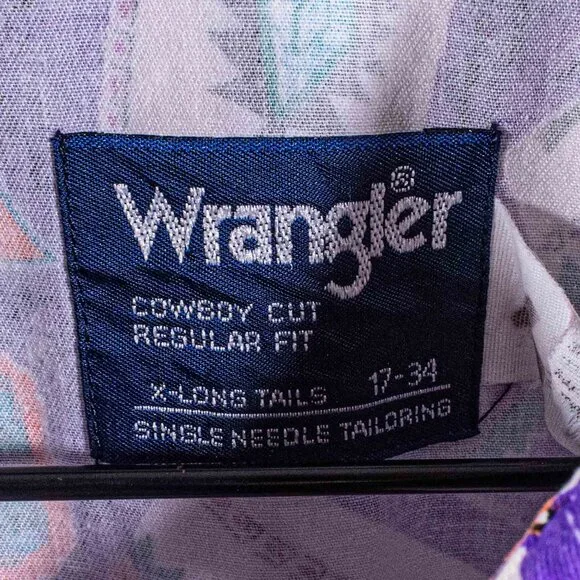 Wrangler®
COWBOY CUT
REGULAR FIT
X-LONG TAILS 17-34
SINGLE NEEDLE TAILORING